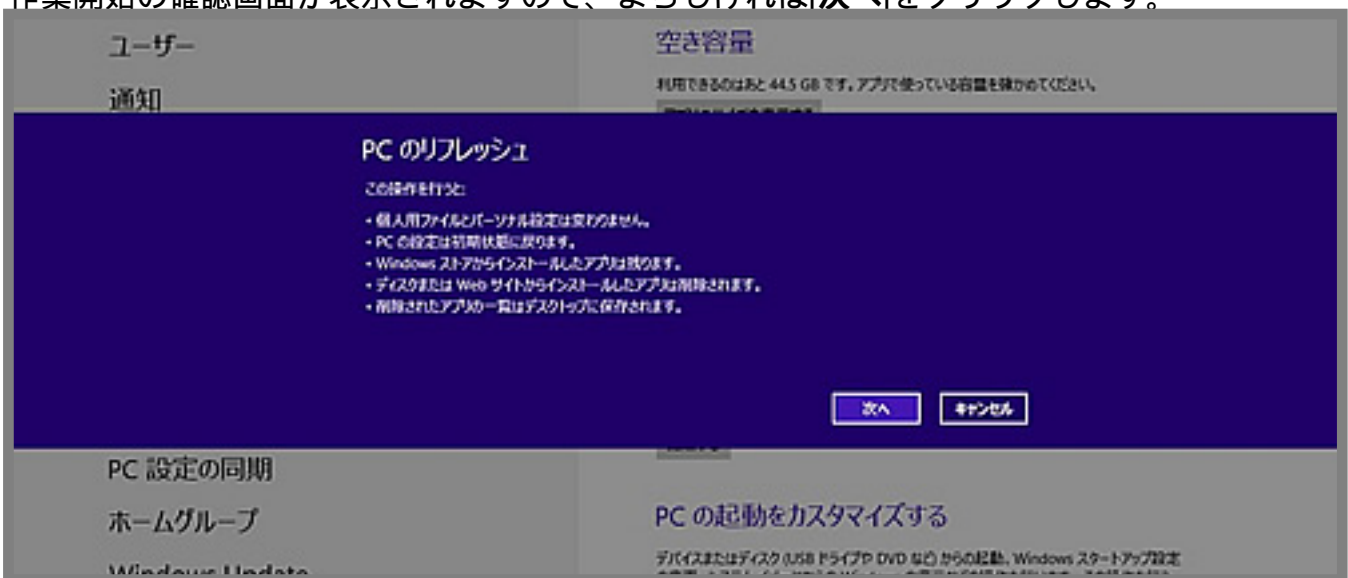 作業開始の確認画面が表示されますので、よろしければ[次へ]をクリックします。
ユーザー
空き容量
利用できるのはあと 44.5 GB です。アプリで使っている容量を確かめてください。
通知
PC のリフレッシュ
この操作を行うと:
• 個人用ファイルとパーソナル設定は変わりません。
• PC の設定は初期状態に戻ります。
• Windows ストアからインストールしたアプリは残ります。
• ディスクまたは Web サイトからインストールしたアプリは削除されます。
• 削除されたアプリの一覧はデスクトップに保存されます。
次へ
キャンセル
PC 設定の同期
ホームグループ
PC の起動をカスタマイズする
デバイスまたはディスク (USB ドライブや DVD など) からの起動、Windows スタートアップ設定
Windows Update